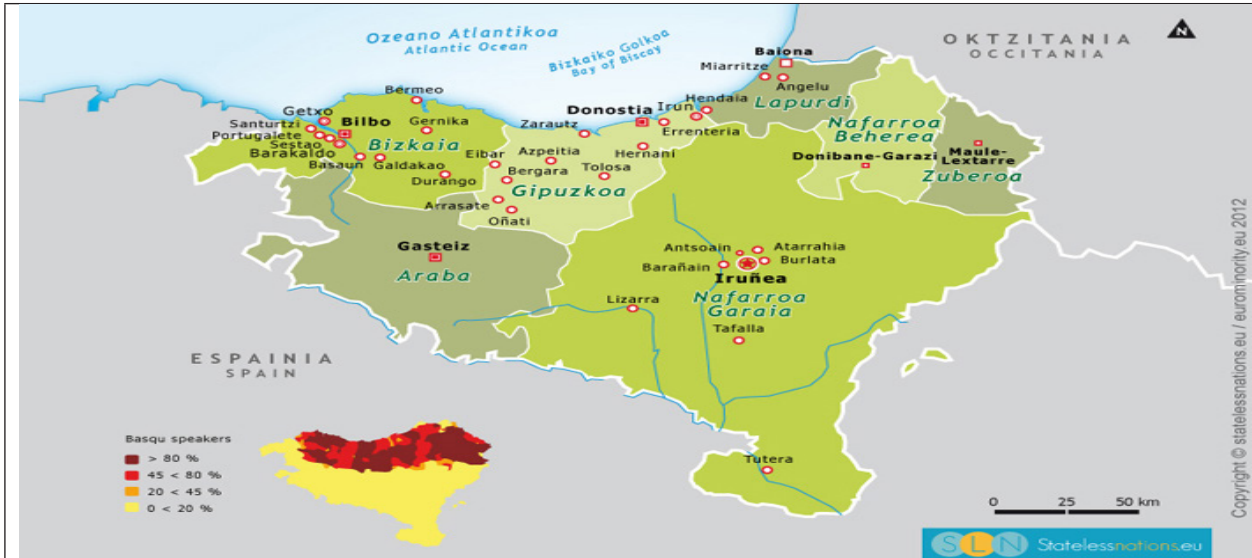 Ozeano Atlantikoa
Atlantic Ocean
Bizkaiko Golkoa
Bay of Biscay
OKTZITANIA
OCCITANIA
N
Baiona
Miarritze
Angelu
Lapurdi
Bermeo
Getxo
Santurtzi
Bilbo
Portugalete
Sestao
Barakaldo
Gernika
Bizkaia
Basaun
Galdakao
Durango
Donostia
Irun
Hendaia
Zarautz
Errenteria
Hernani
Eibar
Azpeitia
Bergara
Tolosa
Gipuzkoa
Arrasate
Oñati
Nafarroa
Beherea
Donibane-Garazi
Maule-
Lextarre
Zuberoa
Gasteiz
Araba
Antsoain
Atarrahia
Barañain
Burlata
Iruñea
Nafarroa
Garaia
Lizarra
Tafalla
Tutera
ESPAINIA
SPAIN
Basqu speakers
> 80 %
45 < 80 %
20 < 45 %
0 < 20 %
0 25 50 km
SLN Statelessnations.eu
Copyright © statelessnations.eu / eurominority.eu 2012